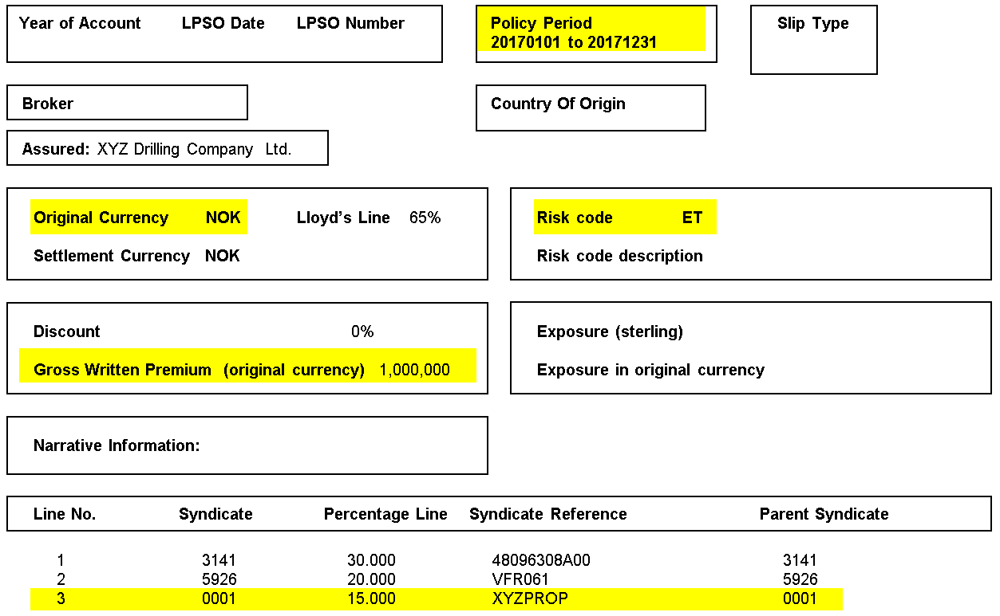 Year of Account LPSO Date LPSO Number
Policy Period
20170101 to 20171231
Slip Type
Broker
Country Of Origin
Assured: XYZ Drilling Company Ltd.
Original Currency NOK Lloyd's Line 65%
Settlement Currency NOK
Risk code ET
Risk code description
Discount 0%
Gross Written Premium (original currency) 1,000,000
Exposure (sterling)
Exposure in original currency
Narrative Information:
Line No. Syndicate Percentage Line Syndicate Reference Parent Syndicate
1 3141 30.000 48096308A00 3141
2 5926 20.000 VFR061 5926
3 0001 15.000 XYZPROP 0001